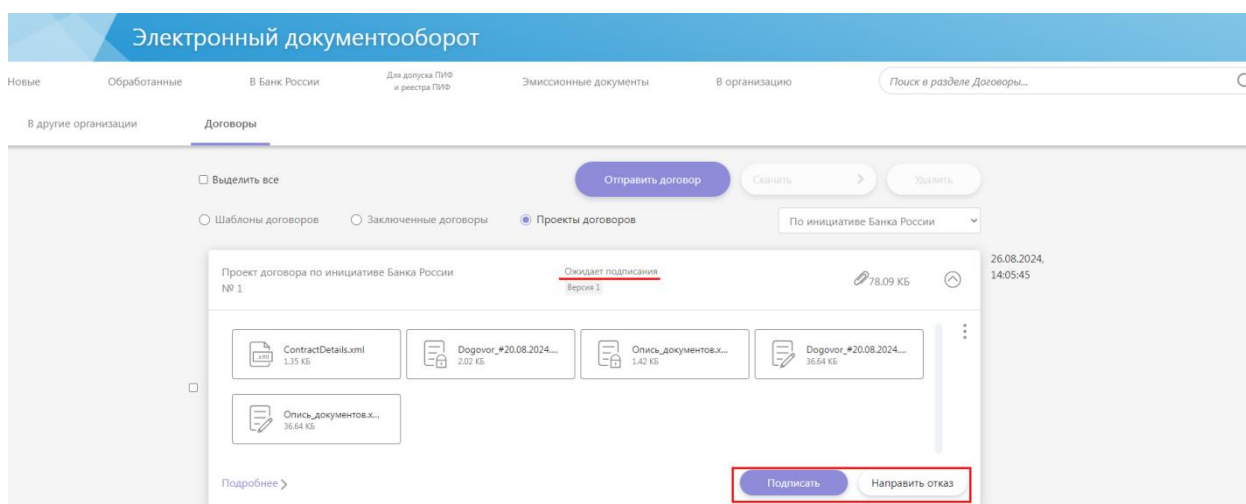 Электронный документооборот
Новые
Обработанные
В Банк России
Для допуска ПИФ
и реестра ПИФ
Эмиссионные документы
В организацию
Поиск в разделе Договоры...
В другие организации
Договоры
Выделить все
Отправить договор
Скачать
Удалить
Шаблоны договоров
Заключенные договоры
Проекты договоров
По инициативе Банка России
Проект договора по инициативе Банка России
№ 1
Ожидает подписания
Версия 1
78.09 КБ
26.08.2024,
14:05:45
.xml
ContractDetails.xml
1.35 КБ
Dogovor_#20.08.2024....
2.02 КБ
Опись_документов.x...
1.42 КБ
Dogovor_#20.08.2024....
36.64 КБ
Опись_документов.x...
36.64 КБ
Подробнее
Подписать
Направить отказ